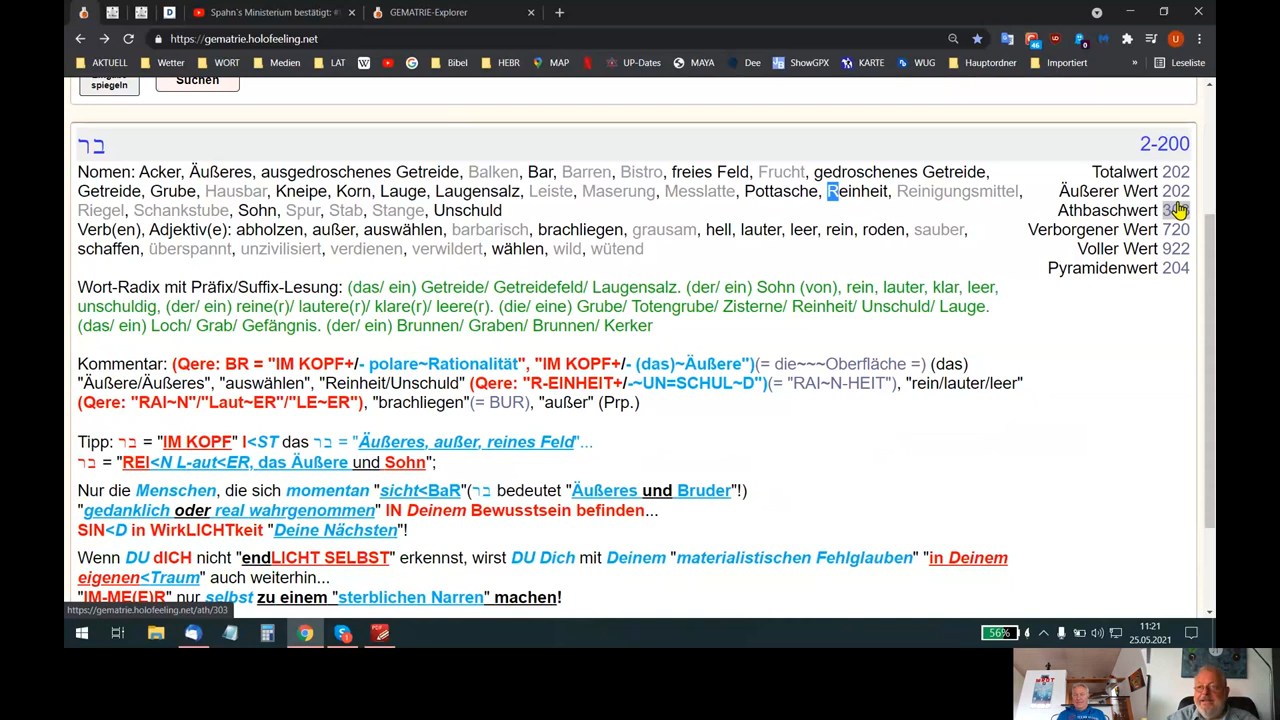 Spahn's Ministerium bestätigt: # GEMATRIE-Explorer
https://gematrie.holofeeling.net
AKTUELL Wetter WORT Medien LAT Bibel HEBR MAP UP-Dates MAYA Dee ShowGPX KARTE WUG Hauptordner Importiert » Leseliste
spiegeln Suchen
בר 2-200
Nomen: Acker, Äußeres, ausgedroschenes Getreide, Balken, Bar, Barren, Bistro, freies Feld, Frucht, gedroschenes Getreide, Totalwert 202
Getreide, Grube, Hausbar, Kneipe, Korn, Lauge, Laugensalz, Leiste, Maserung, Messlatte, Pottasche, Reinheit, Reinigungsmittel, Äußerer Wert 202
Riegel, Schankstube, Sohn, Spur, Stab, Stange, Unschuld Athbaschwert
Verb(en), Adjektiv(e): abholzen, außer, auswählen, barbarisch, brachliegen, grausam, hell, lauter, leer, rein, roden, sauber, Verborgener Wert 720
schaffen, überspannt, unzivilisiert, verdienen, verwildert, wählen, wild, wütend Voller Wert 922
Pyramidenwert 204
Wort-Radix mit Präfix/Suffix-Lesung: (das/ ein) Getreide/ Getreidefeld/ Laugensalz. (der/ ein) Sohn (von), rein, lauter, klar, leer,
unschuldig, (der/ ein) reine(r)/ lautere(r)/ klare(r)/ leere(r). (die/ eine) Grube/ Totengrube/ Zisterne/ Reinheit/ Unschuld/ Lauge.
(das/ ein) Loch/ Grab/ Gefängnis. (der/ ein) Brunnen/ Graben/ Brunnen/ Kerker
Kommentar: (Qere: BR = "IM KOPF+/- polare~Rationalität", "IM KOPF+/- (das)~Äußere")(= die~~~Oberfläche =) (das)
"Äußere/Äußeres", "auswählen", "Reinheit/Unschuld" (Qere: "R-EINHEIT+/-~UN=SCHUL~D")(= "RAI~N-HEIT"), "rein/lauter/leer"
(Qere: "RAI~N"/"Laut~ER"/"LE~ER"), "brachliegen"(= BUR), "außer" (Prp.)
Tipp: בר = "IM KOPF" I<ST das בר = "Äußeres, außer, reines Feld"...
בר = "REI<N L-aut<ER, das Äußere und Sohn";
Nur die Menschen, die sich momentan "sicht<BaR"(בר bedeutet "Äußeres und Bruder"!)
"gedanklich oder real wahrgenommen" IN Deinem Bewusstsein befinden...
SIN<D in WirkLICHTkeit "Deine Nächsten"!
Wenn DU dICH nicht "endLICHT SELBST" erkennst, wirst DU Dich mit Deinem "materialistischen Fehlglauben" "in Deinem
eigenen<Traum" auch weiterhin...
"IM-ME(E)R" nur selbst zu einem "sterblichen Narren" machen!
https://gematrie.holofeeling.net/ath/303
56% 11:21
25.05.2021